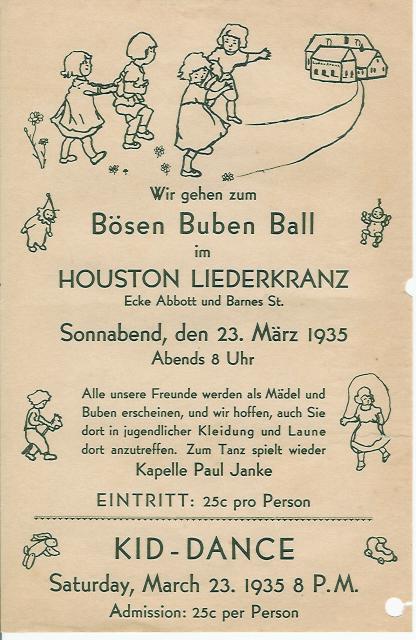 Wir gehen zum
Bösen Buben Ball
im
HOUSTON LIEDERKRANZ
Ecke Abbott und Barnes St.
Sonnabend, den 23. März 1935
Abends 8 Uhr
Alle unsere Freunde werden als Mädel und
Buben erscheinen, und wir hoffen, auch Sie
dort in jugendlicher Kleidung und Laune
dort anzutreffen. Zum Tanz spielt wieder
Kapelle Paul Janke
EINTRITT: 25c pro Person
KID-DANCE
Saturday, March 23. 1935 8 P.M.
Admission: 25c per Person